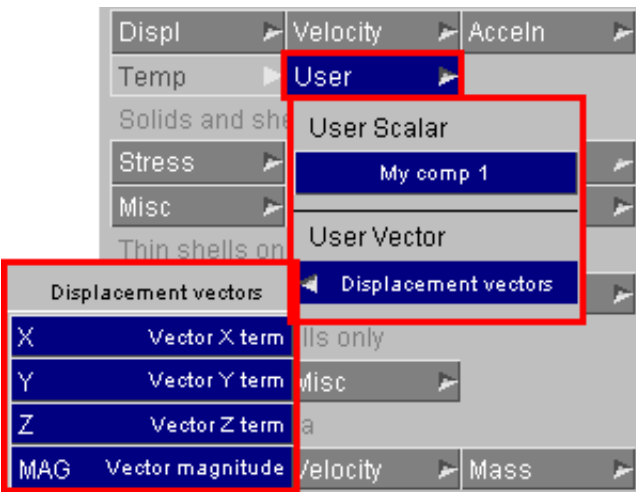 Displ Velocity Acceln
Temp User
Solids and she
User Scalar
Stress
My comp 1
Misc
User Vector
Thin shells on
Displacement vectors
Displacement vectors
X Vector X term
lls only
Y Vector Y term
Misc
Z Vector Z term
a
MAG Vector magnitude
Velocity Mass